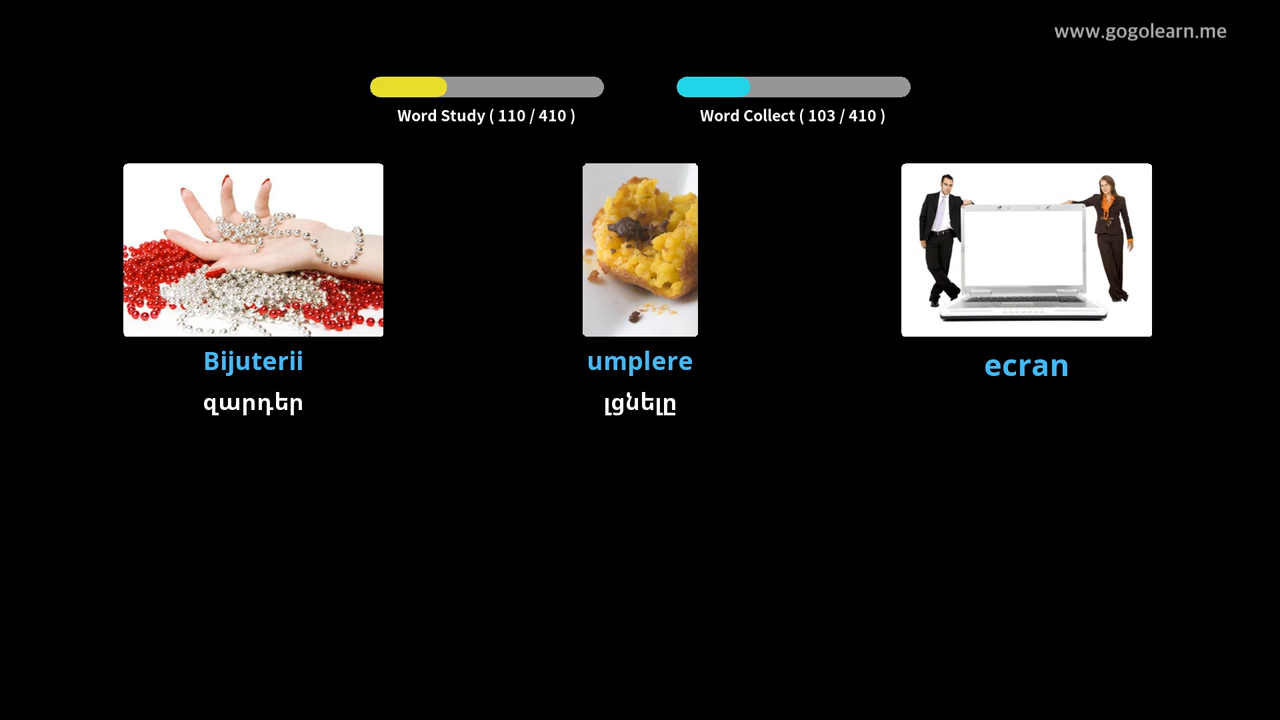 www.gogolearn.me
Word Study ( 110 / 410 )
Word Collect ( 103 / 410 )
Bijuterii
զարդեր
umplere
լցնելը
ecran